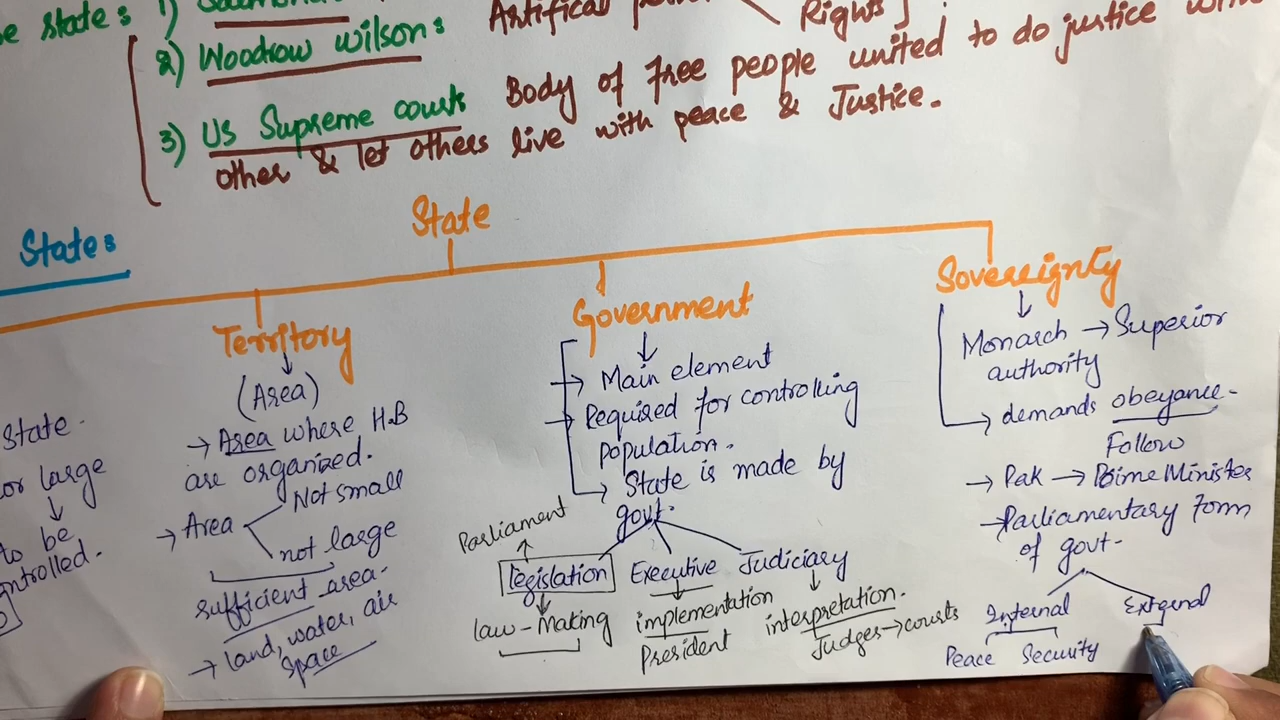 state: 1)
2) Woodrow wilson: Artifical
Rights]
3) US Supreme courts Body of free people united to do justice
other & let others live with peace & Justice.
States
State
Territory
(Area)
→ Area where H.B
are organized.
→ Area Not small
not large
sufficient area.
→ land, water, air
space
State.
or large
to be
controlled.
Government
→ Main element
→ Required for controlling
population.
→ State is made by
govt.
Parliament
legislation Executive Judiciary
law-Making
implementation
President
interpretation.
Judges → courts
Sovereignty
Monarch → Superior
authority
→ demands obeyance.
Follow
→ Pak → Prime Minister
→ Parliamentary Form
of govt.
Internal External
Peace Security